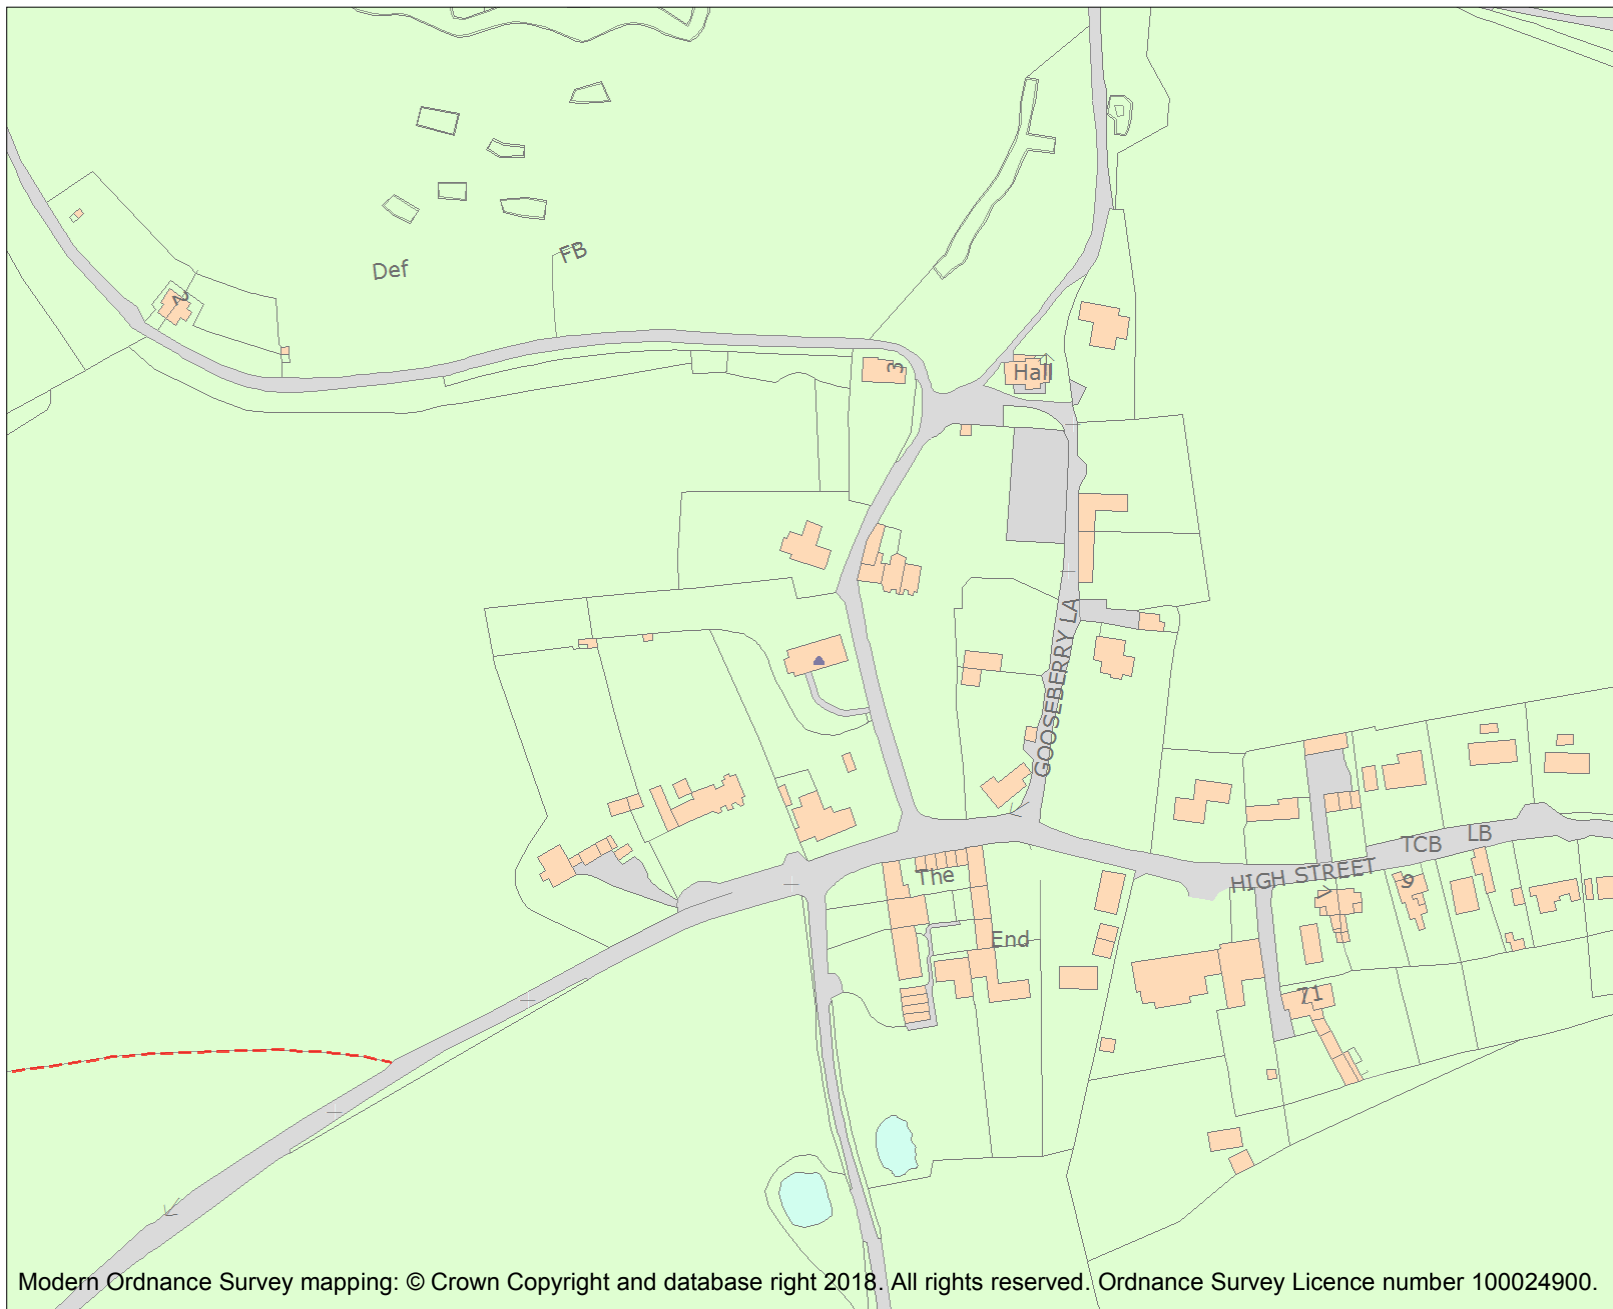 FB
Def
2
3
Hall
GOOSEBERRY LA
TCB
LB
HIGH STREET
The
9
End
71
Modern Ordnance Survey mapping: © Crown Copyright and database right 2018. All rights reserved. Ordnance Survey Licence number 100024900.